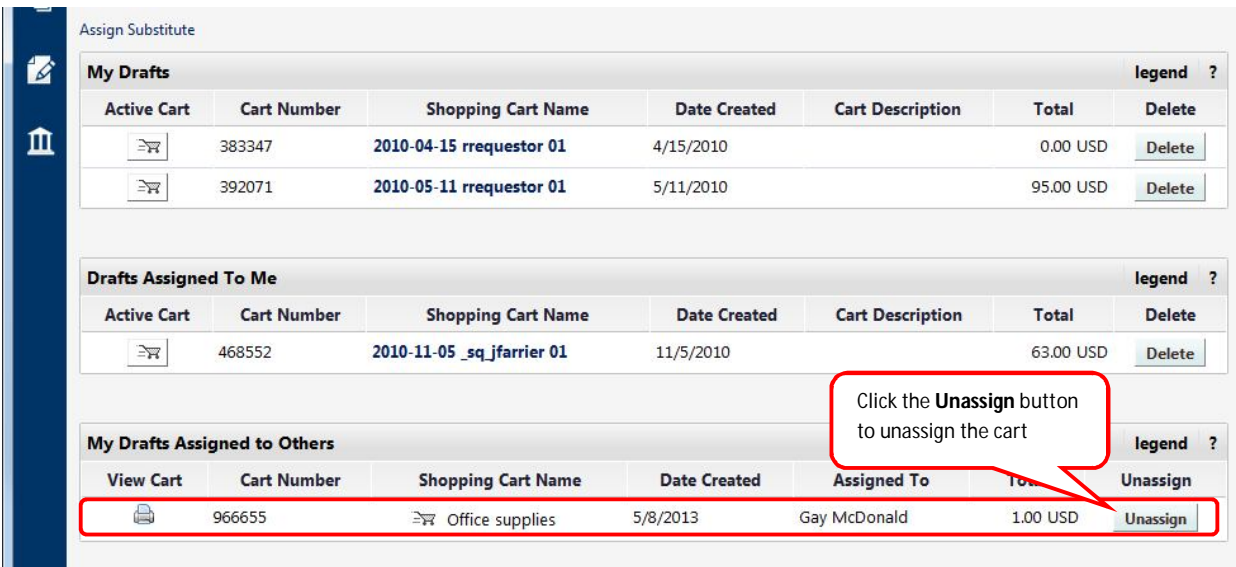 Assign Substitute
My Drafts legend ?
Active Cart Cart Number Shopping Cart Name Date Created Cart Description Total Delete
383347 2010-04-15 rrequestor 01 4/15/2010 0.00 USD Delete
392071 2010-05-11 rrequestor 01 5/11/2010 95.00 USD Delete
Drafts Assigned To Me legend ?
Active Cart Cart Number Shopping Cart Name Date Created Cart Description Total Delete
468552 2010-11-05 _sq_jfarrier 01 11/5/2010 63.00 USD Delete
Click the Unassign button
to unassign the cart
My Drafts Assigned to Others legend ?
View Cart Cart Number Shopping Cart Name Date Created Assigned To Unassign
966655 Office supplies 5/8/2013 Gay McDonald 1.00 USD Unassign